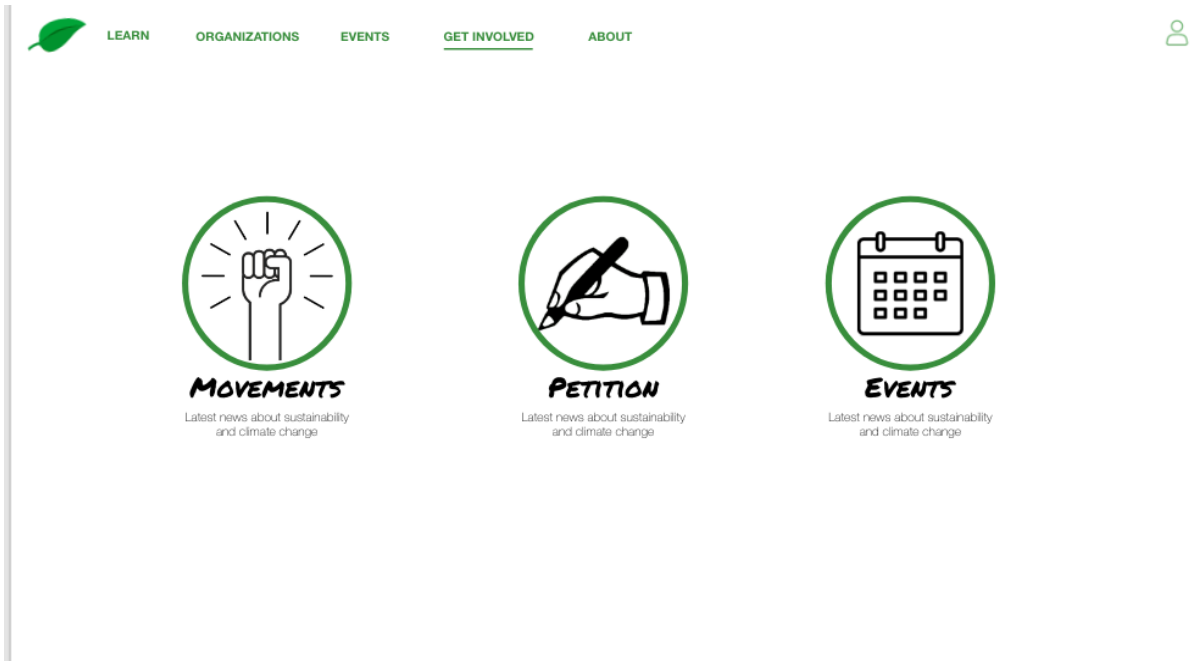 LEARN
ORGANIZATIONS
EVENTS
GET INVOLVED
ABOUT
MOVEMENTS
Latest news about sustainability
and climate change
PETITION
Latest news about sustainability
and climate change
EVENTS
Latest news about sustainability
and climate change